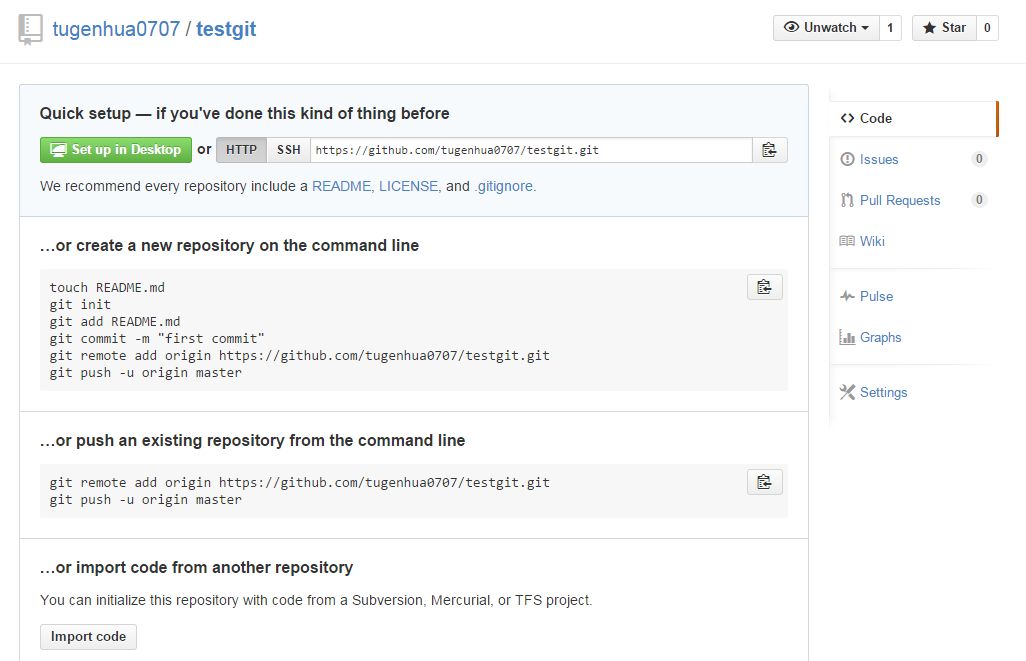 tugenhua0707 / testgit
Unwatch 1 Star 0
Quick setup — if you've done this kind of thing before
Set up in Desktop or HTTP SSH https://github.com/tugenhua0707/testgit.git
We recommend every repository include a README, LICENSE, and .gitignore.
…or create a new repository on the command line
touch README.md
git init
git add README.md
git commit -m "first commit"
git remote add origin https://github.com/tugenhua0707/testgit.git
git push -u origin master
…or push an existing repository from the command line
git remote add origin https://github.com/tugenhua0707/testgit.git
git push -u origin master
…or import code from another repository
You can initialize this repository with code from a Subversion, Mercurial, or TFS project.
Import code
Code
Issues 0
Pull Requests 0
Wiki
Pulse
Graphs
Settings